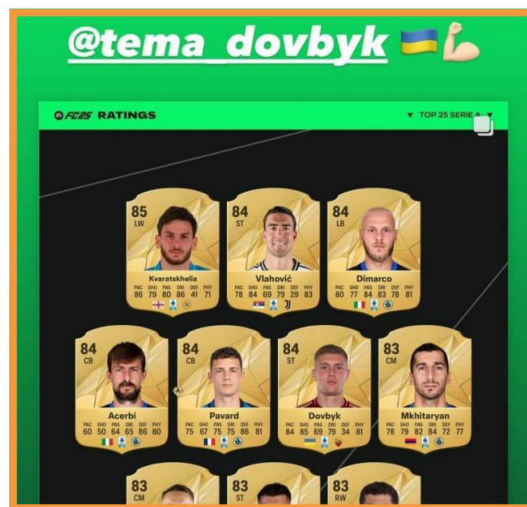 @tema_dovbyk 🇺🇦💪🏻
FC25 RATINGS ▼ TOP 25 SERIE A ▼
85 84 84
LW ST LB
Kvaratskhelia Vlahović Dimarco
PAC SHO PAS DRI DEF PHY PAC SHO PAS DRI DEF PHY PAC SHO PAS DRI DEF PHY
86 79 80 86 41 71 78 84 69 79 29 83 80 77 84 83 78 81
84 84 84 83
CB CB ST CM
Acerbi Pavard Dovbyk Mkhitaryan
PAC SHO PAS DRI DEF PHY PAC SHO PAS DRI DEF PHY PAC SHO PAS DRI DEF PHY PAC SHO PAS DRI DEF PHY
60 50 64 65 86 80 75 67 75 75 86 81 84 85 69 79 34 81 78 79 82 84 72 77
83 83 83
CM ST RW